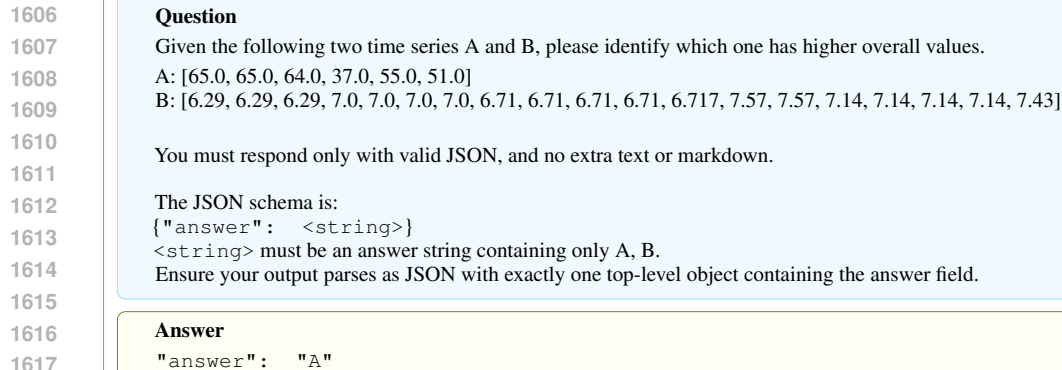 1606
1607
1608
1609
1610
1611
1612
1613
1614
1615
1616
1617
Question
Given the following two time series A and B, please identify which one has higher overall values.
A: [65.0, 65.0, 64.0, 37.0, 55.0, 51.0]
B: [6.29, 6.29, 6.29, 7.0, 7.0, 7.0, 7.0, 6.71, 6.71, 6.71, 6.71, 6.717, 7.57, 7.57, 7.14, 7.14, 7.14, 7.14, 7.43]
You must respond only with valid JSON, and no extra text or markdown.
The JSON schema is:
{"answer": <string>}
<string> must be an answer string containing only A, B.
Ensure your output parses as JSON with exactly one top-level object containing the answer field.
Answer
"answer": "A"